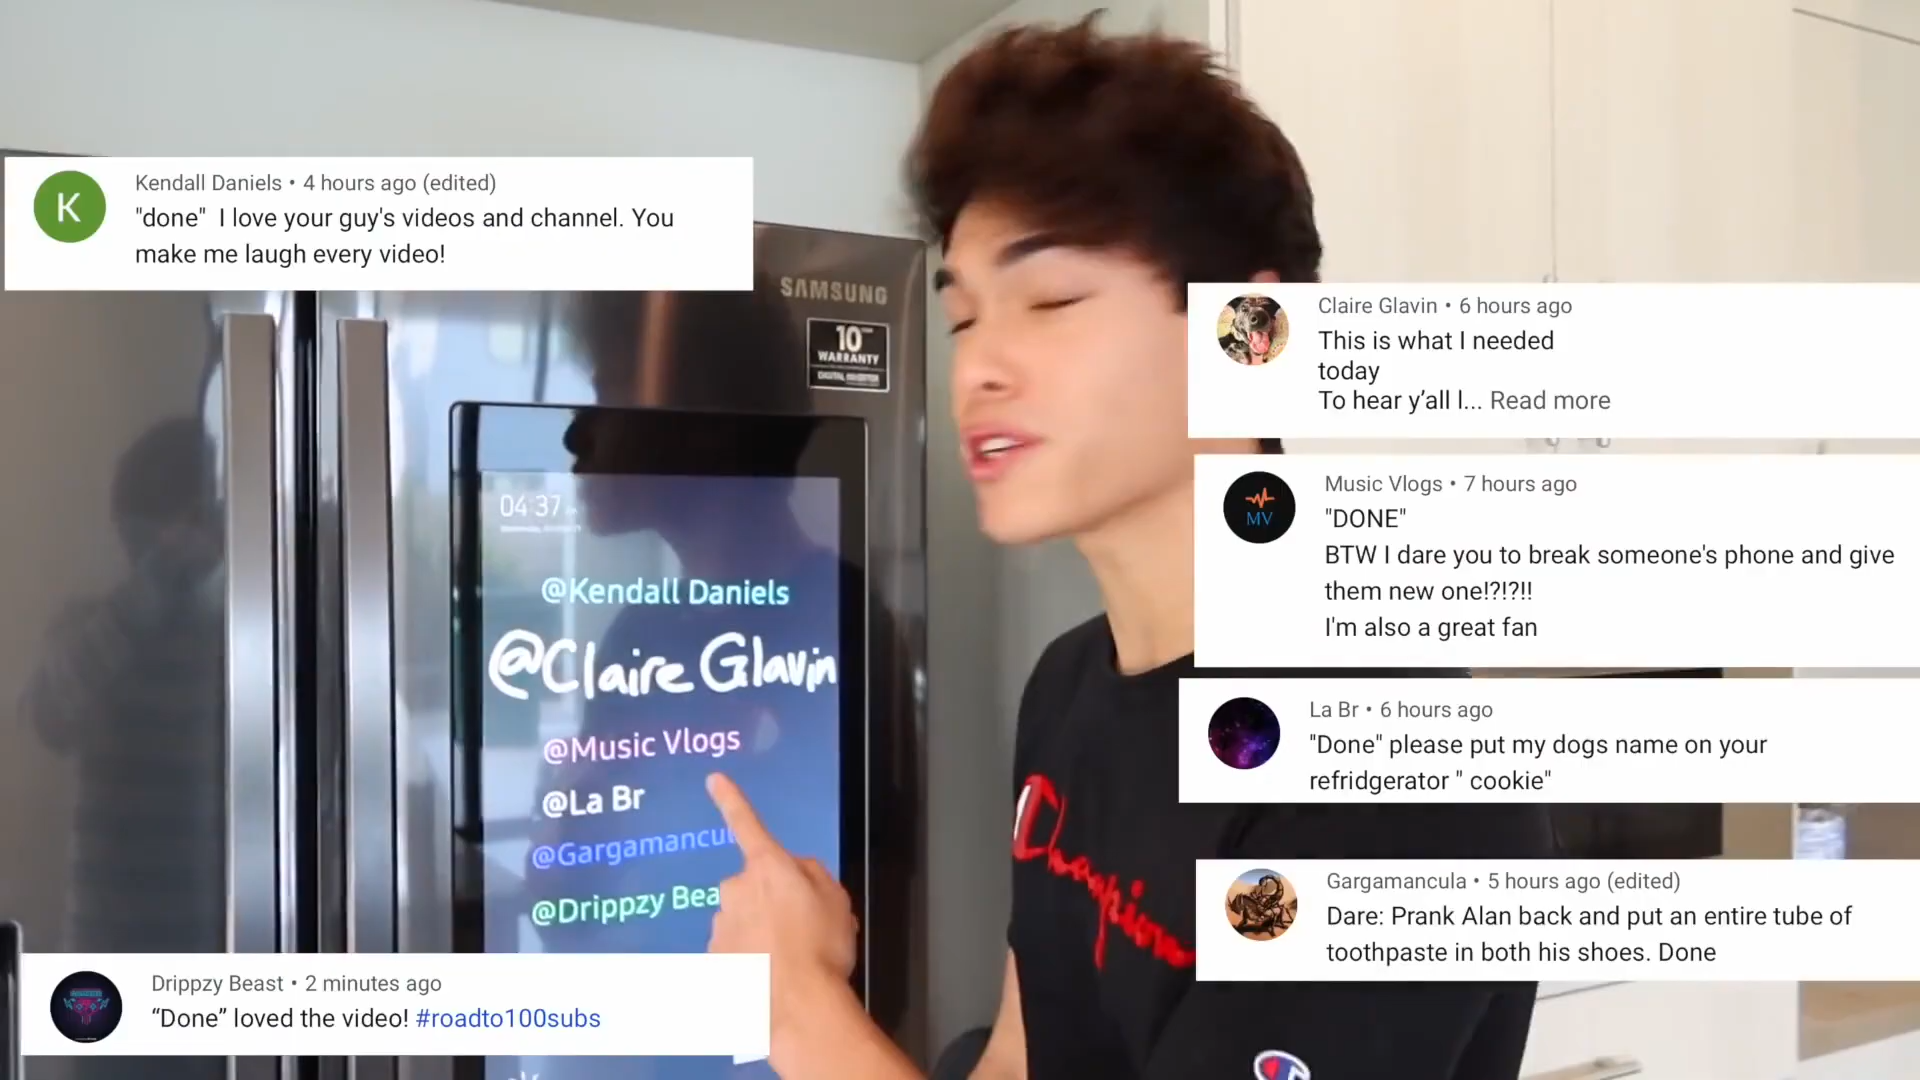 Kendall Daniels • 4 hours ago (edited)
"done" I love your guy's videos and channel. You
make me laugh every video!
SAMSUNG
10
WARRANTY
DIGITAL INVERTER
04:37
@Kendall Daniels
@Claire Glavin
@Music Vlogs
@La Br
@Gargamancul
@Drippzy Bea
Claire Glavin • 6 hours ago
This is what I needed
today
To hear y’all l... Read more
MV
Music Vlogs • 7 hours ago
"DONE"
BTW I dare you to break someone's phone and give
them new one!?!?!!
I'm also a great fan
La Br • 6 hours ago
"Done" please put my dogs name on your
refridgerator " cookie"
Champion
Gargamancula • 5 hours ago (edited)
Dare: Prank Alan back and put an entire tube of
toothpaste in both his shoes. Done
Drippzy Beast • 2 minutes ago
“Done” loved the video! #roadto100subs
K